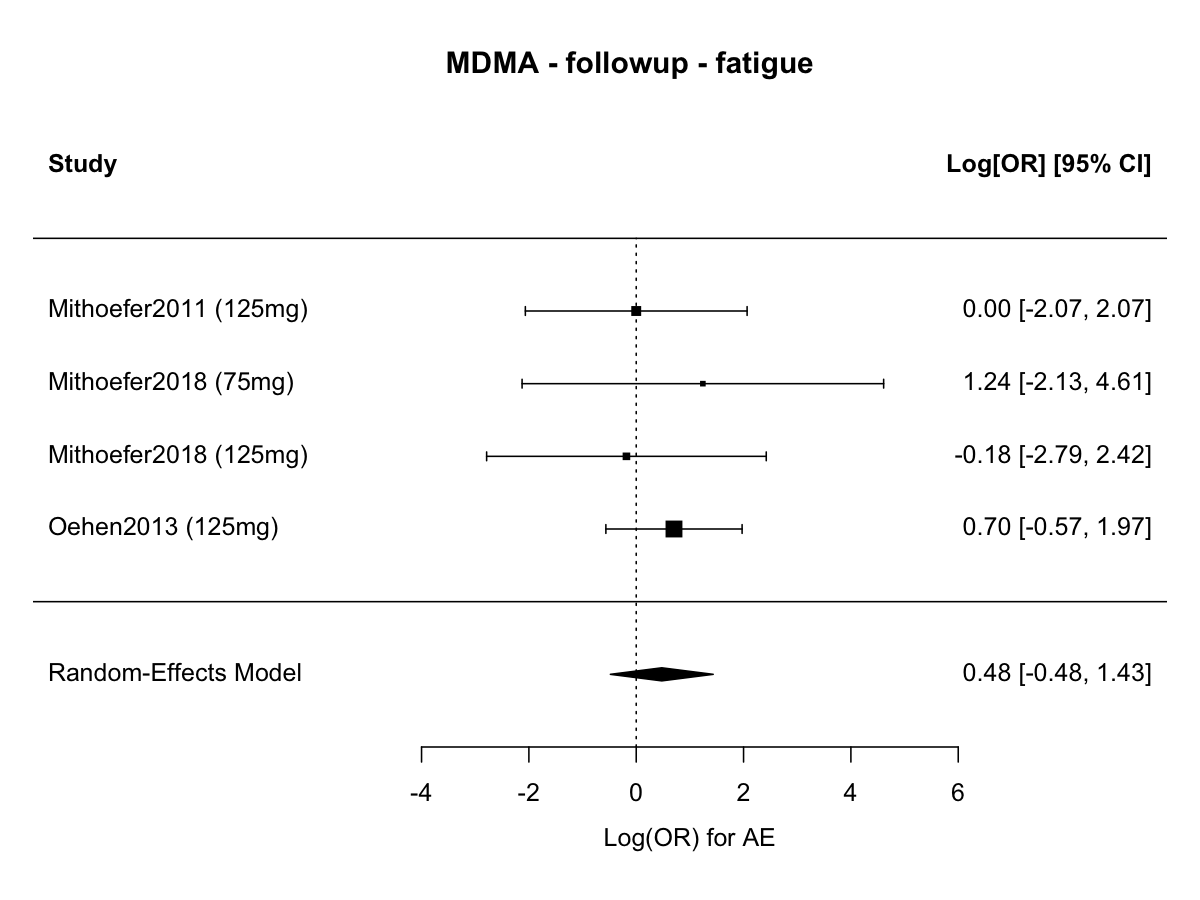 MDMA - followup - fatigue
Study Log[OR] [95% CI]
Mithoefer2011 (125mg) 0.00 [-2.07, 2.07]
Mithoefer2018 (75mg) 1.24 [-2.13, 4.61]
Mithoefer2018 (125mg) -0.18 [-2.79, 2.42]
Oehen2013 (125mg) 0.70 [-0.57, 1.97]
Random-Effects Model 0.48 [-0.48, 1.43]
-4 -2 0 2 4 6
Log(OR) for AE